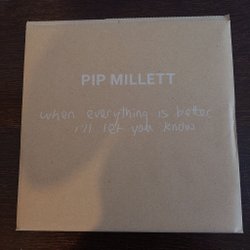 PIP MILLETT
when everything is better
i'll let you know